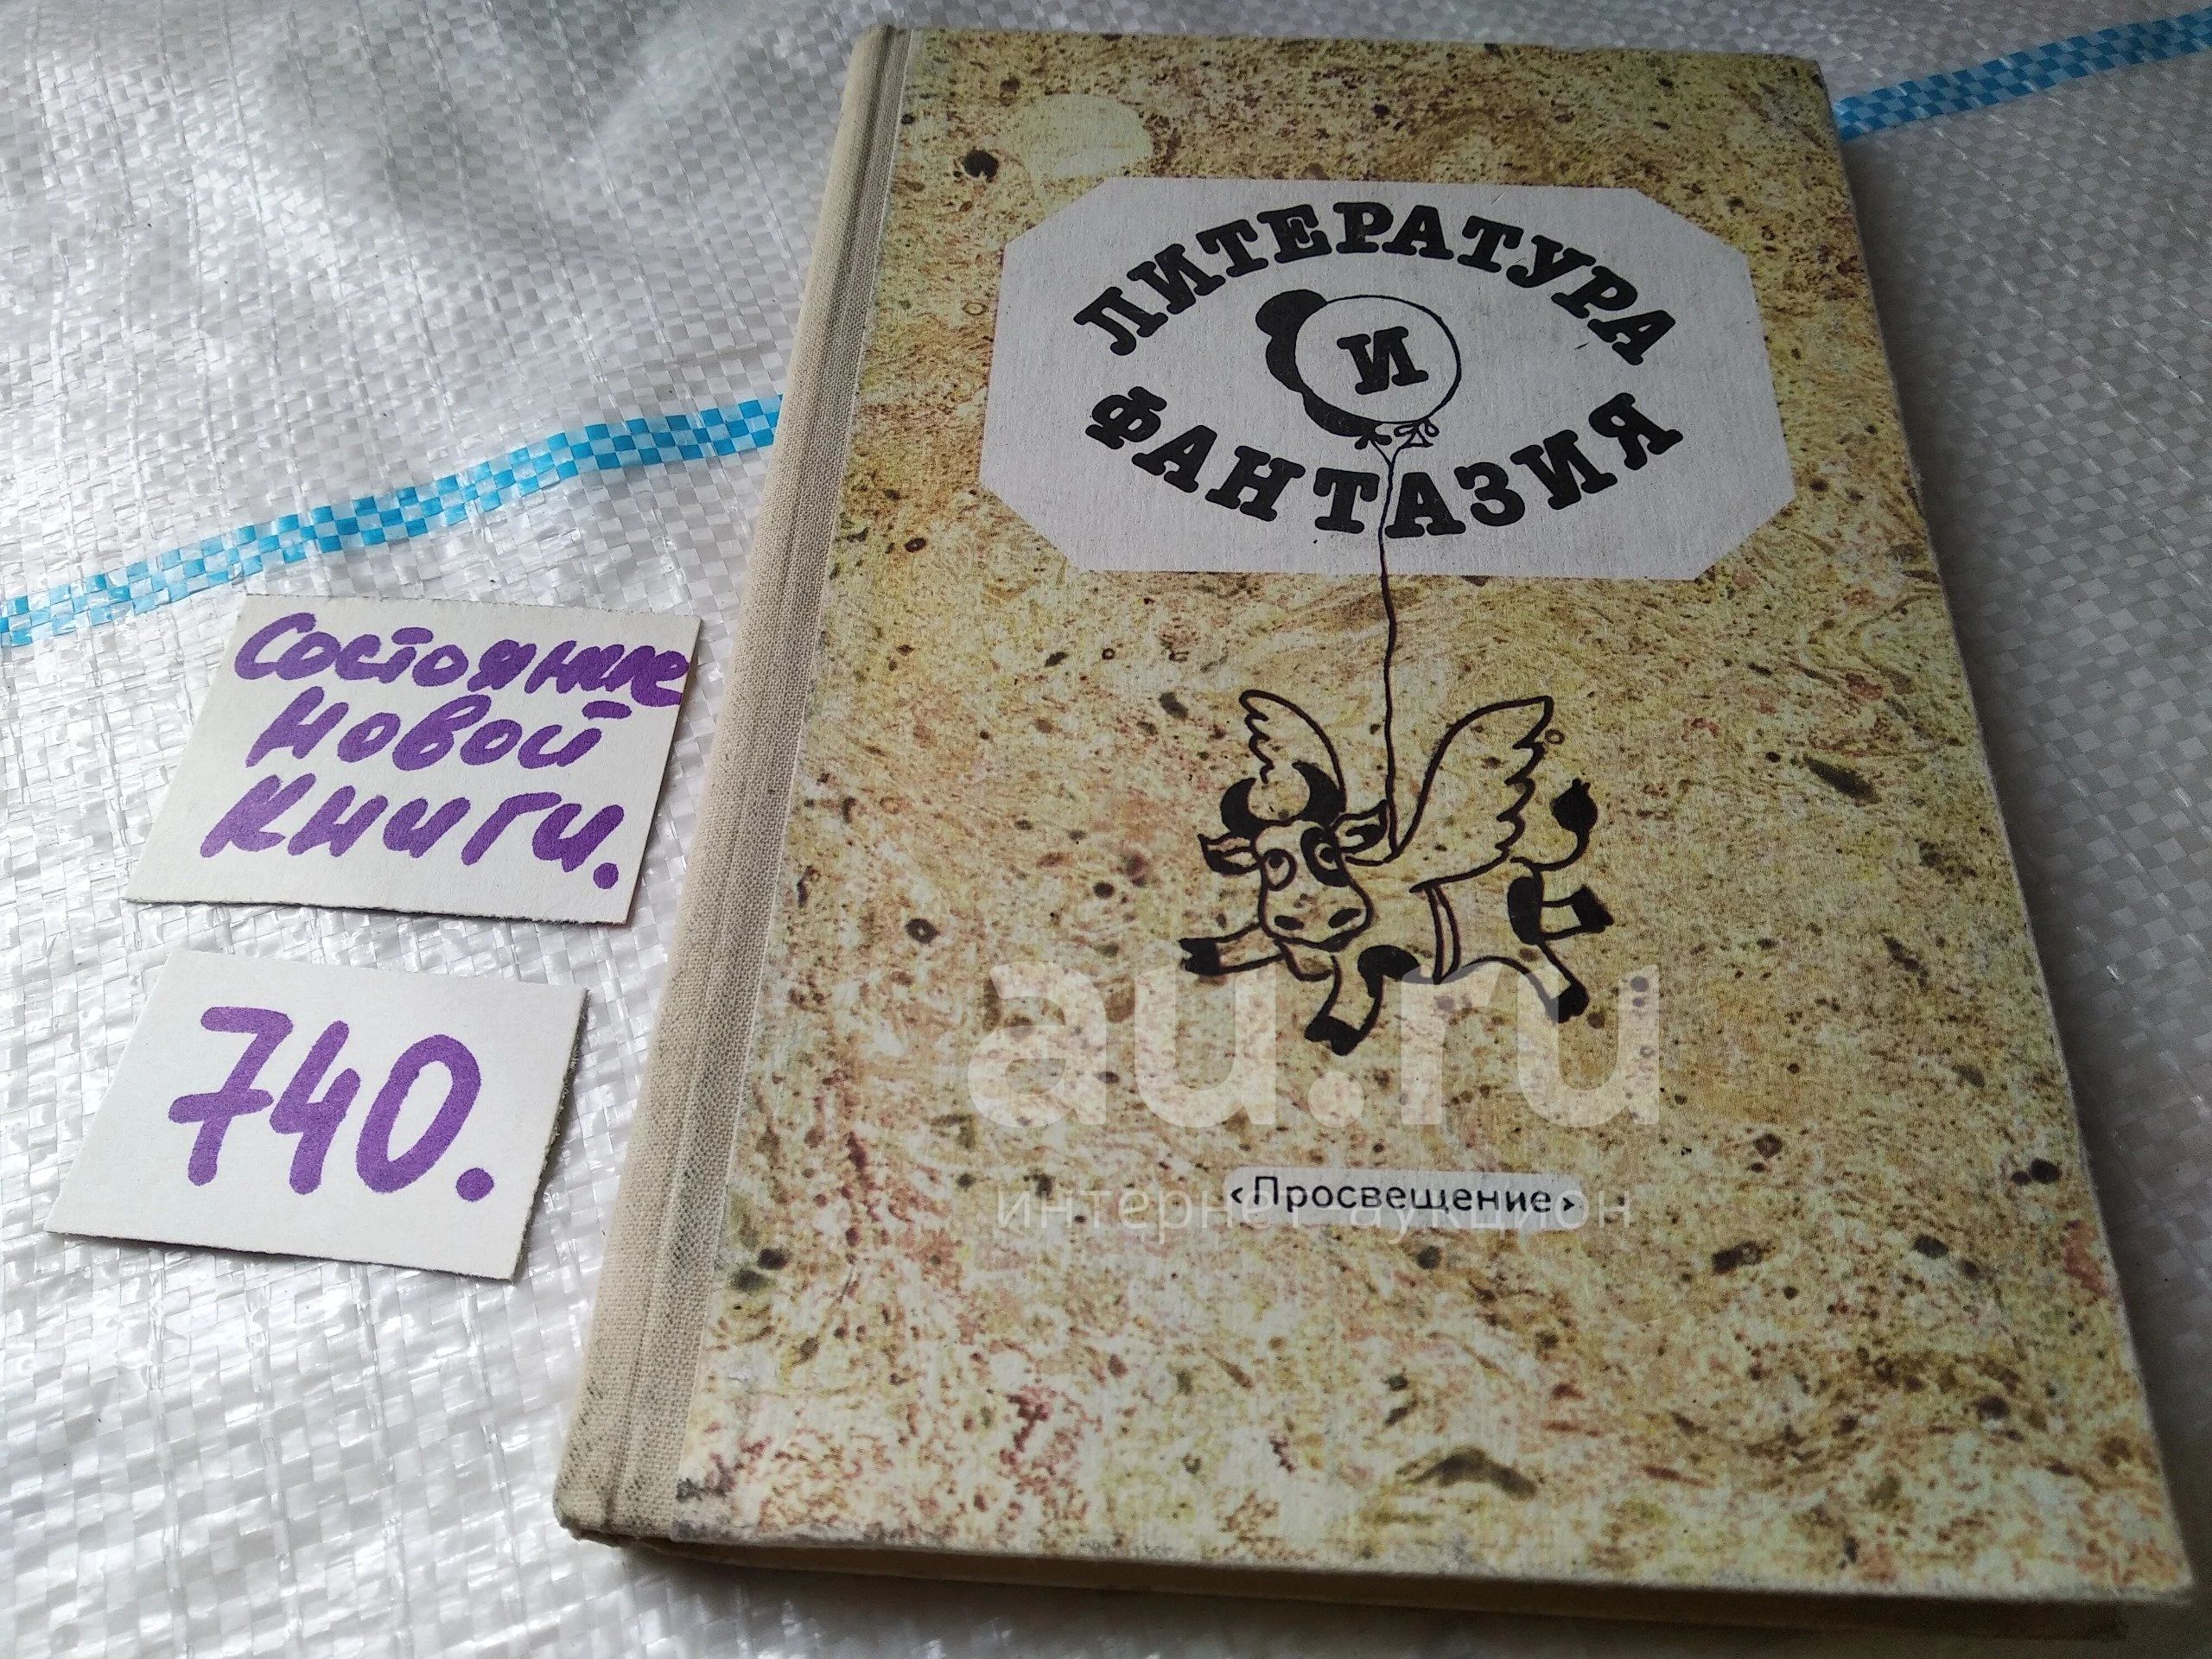 ЛИТЕРАТУРА
И
ФАНТАЗИЯ
Состояние
новой
книги.
740.
au.ru
интернет-аукцион
‹Просвещение›